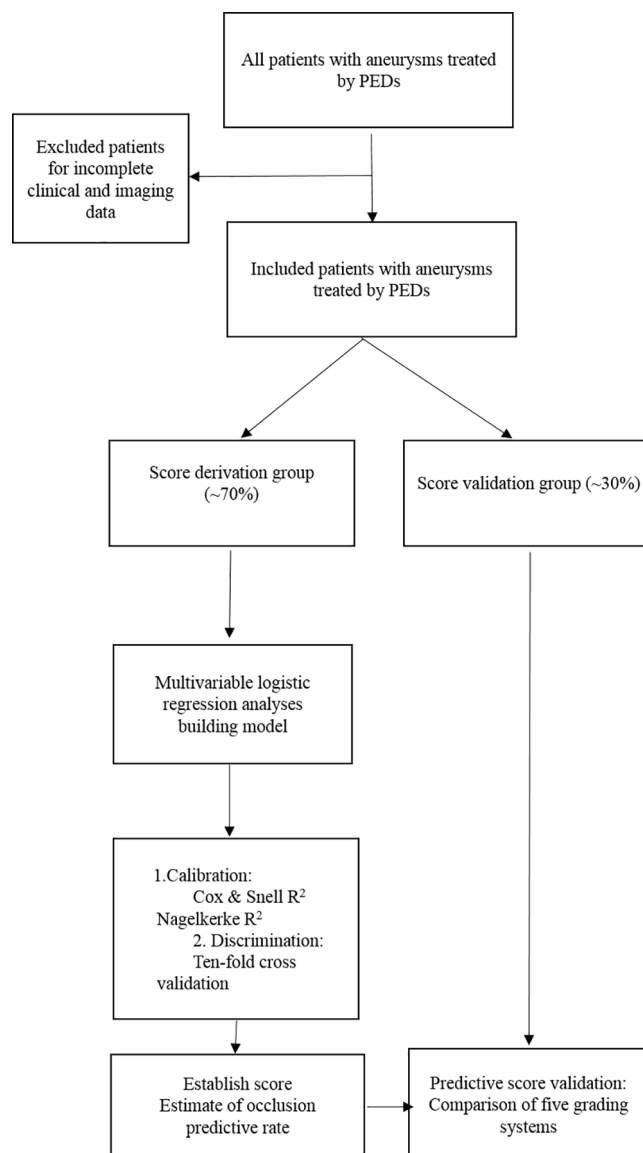 All patients with aneurysms treated
by PEDs
Excluded patients
for incomplete
clinical and imaging
data
Included patients with aneurysms
treated by PEDs
Score derivation group
(~70%)
Score validation group (~30%)
Multivariable logistic
regression analyses
building model
1.Calibration:
Cox & Snell R²
Nagelkerke R²
2. Discrimination:
Ten-fold cross
validation
Establish score
Estimate of occlusion
predictive rate
Predictive score validation:
Comparison of five grading
systems